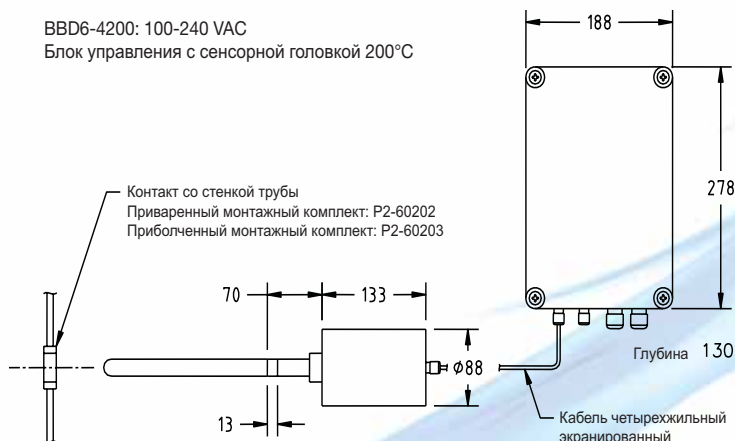 BBD6-4200: 100-240 VAC
Блок управления с сенсорной головкой 200°C
188
278
Контакт со стенкой трубы
Приваренный монтажный комплект: P2-60202
Приболченный монтажный комплект: P2-60203
70
133
Глубина 130
Ø88
13
Кабель четырехжильный
экранированный